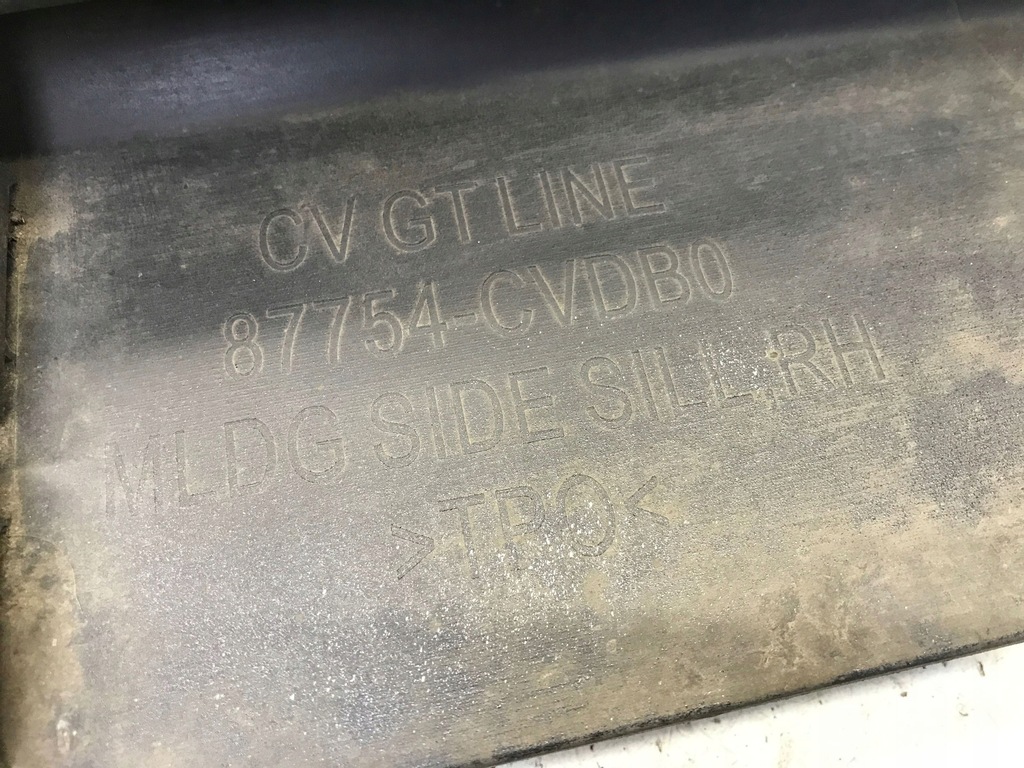 CV GT LINE
87754-CVDB0
MLDG SIDE SILL,RH
>TPO<